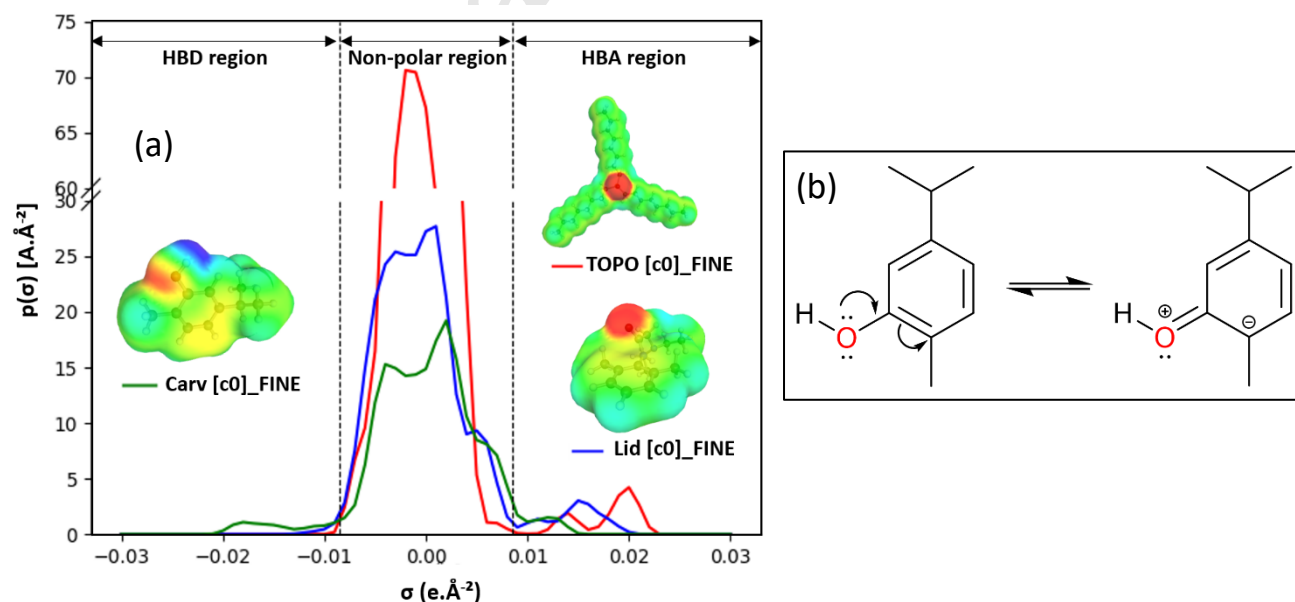 75
70
65
60
30
25
20
15
10
5
0
p(σ) [A.Å⁻²]
HBD region
Non-polar region
HBA region
(a)
TOPO [c0]_FINE
Carv [c0]_FINE
Lid [c0]_FINE
−0.03
−0.02
−0.01
0.00
0.01
0.02
0.03
σ (e.Å⁻²)
(b)
H
O
H
O
+
−